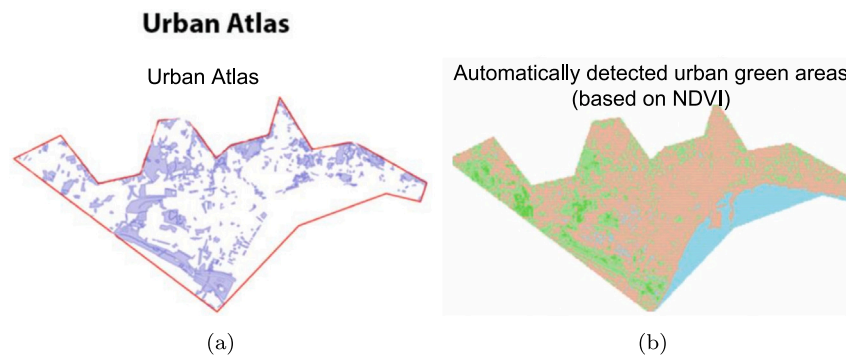 Urban Atlas
Urban Atlas
Automatically detected urban green areas
(based on NDVI)
(a)
(b)